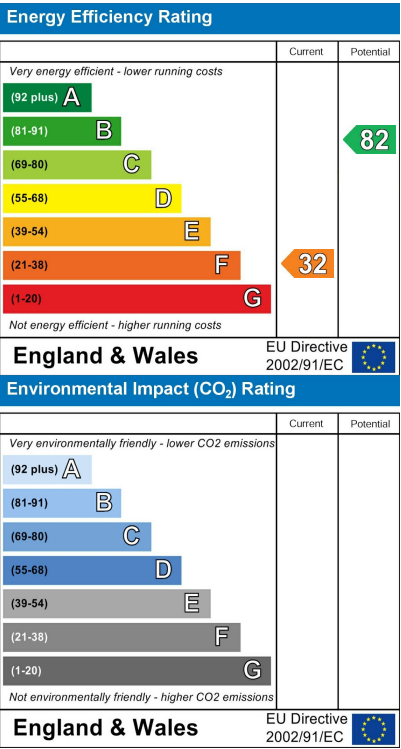 Energy Efficiency Rating
Current Potential
Very energy efficient - lower running costs
(92 plus) A
(81-91) B
82
(69-80) C
(55-68) D
(39-54) E
(21-38) F
32
(1-20) G
Not energy efficient - higher running costs
England & Wales
EU Directive
2002/91/EC
Environmental Impact (CO₂) Rating
Current Potential
Very environmentally friendly - lower CO2 emissions
(92 plus) A
(81-91) B
(69-80) C
(55-68) D
(39-54) E
(21-38) F
(1-20) G
Not environmentally friendly - higher CO2 emissions
England & Wales
EU Directive
2002/91/EC